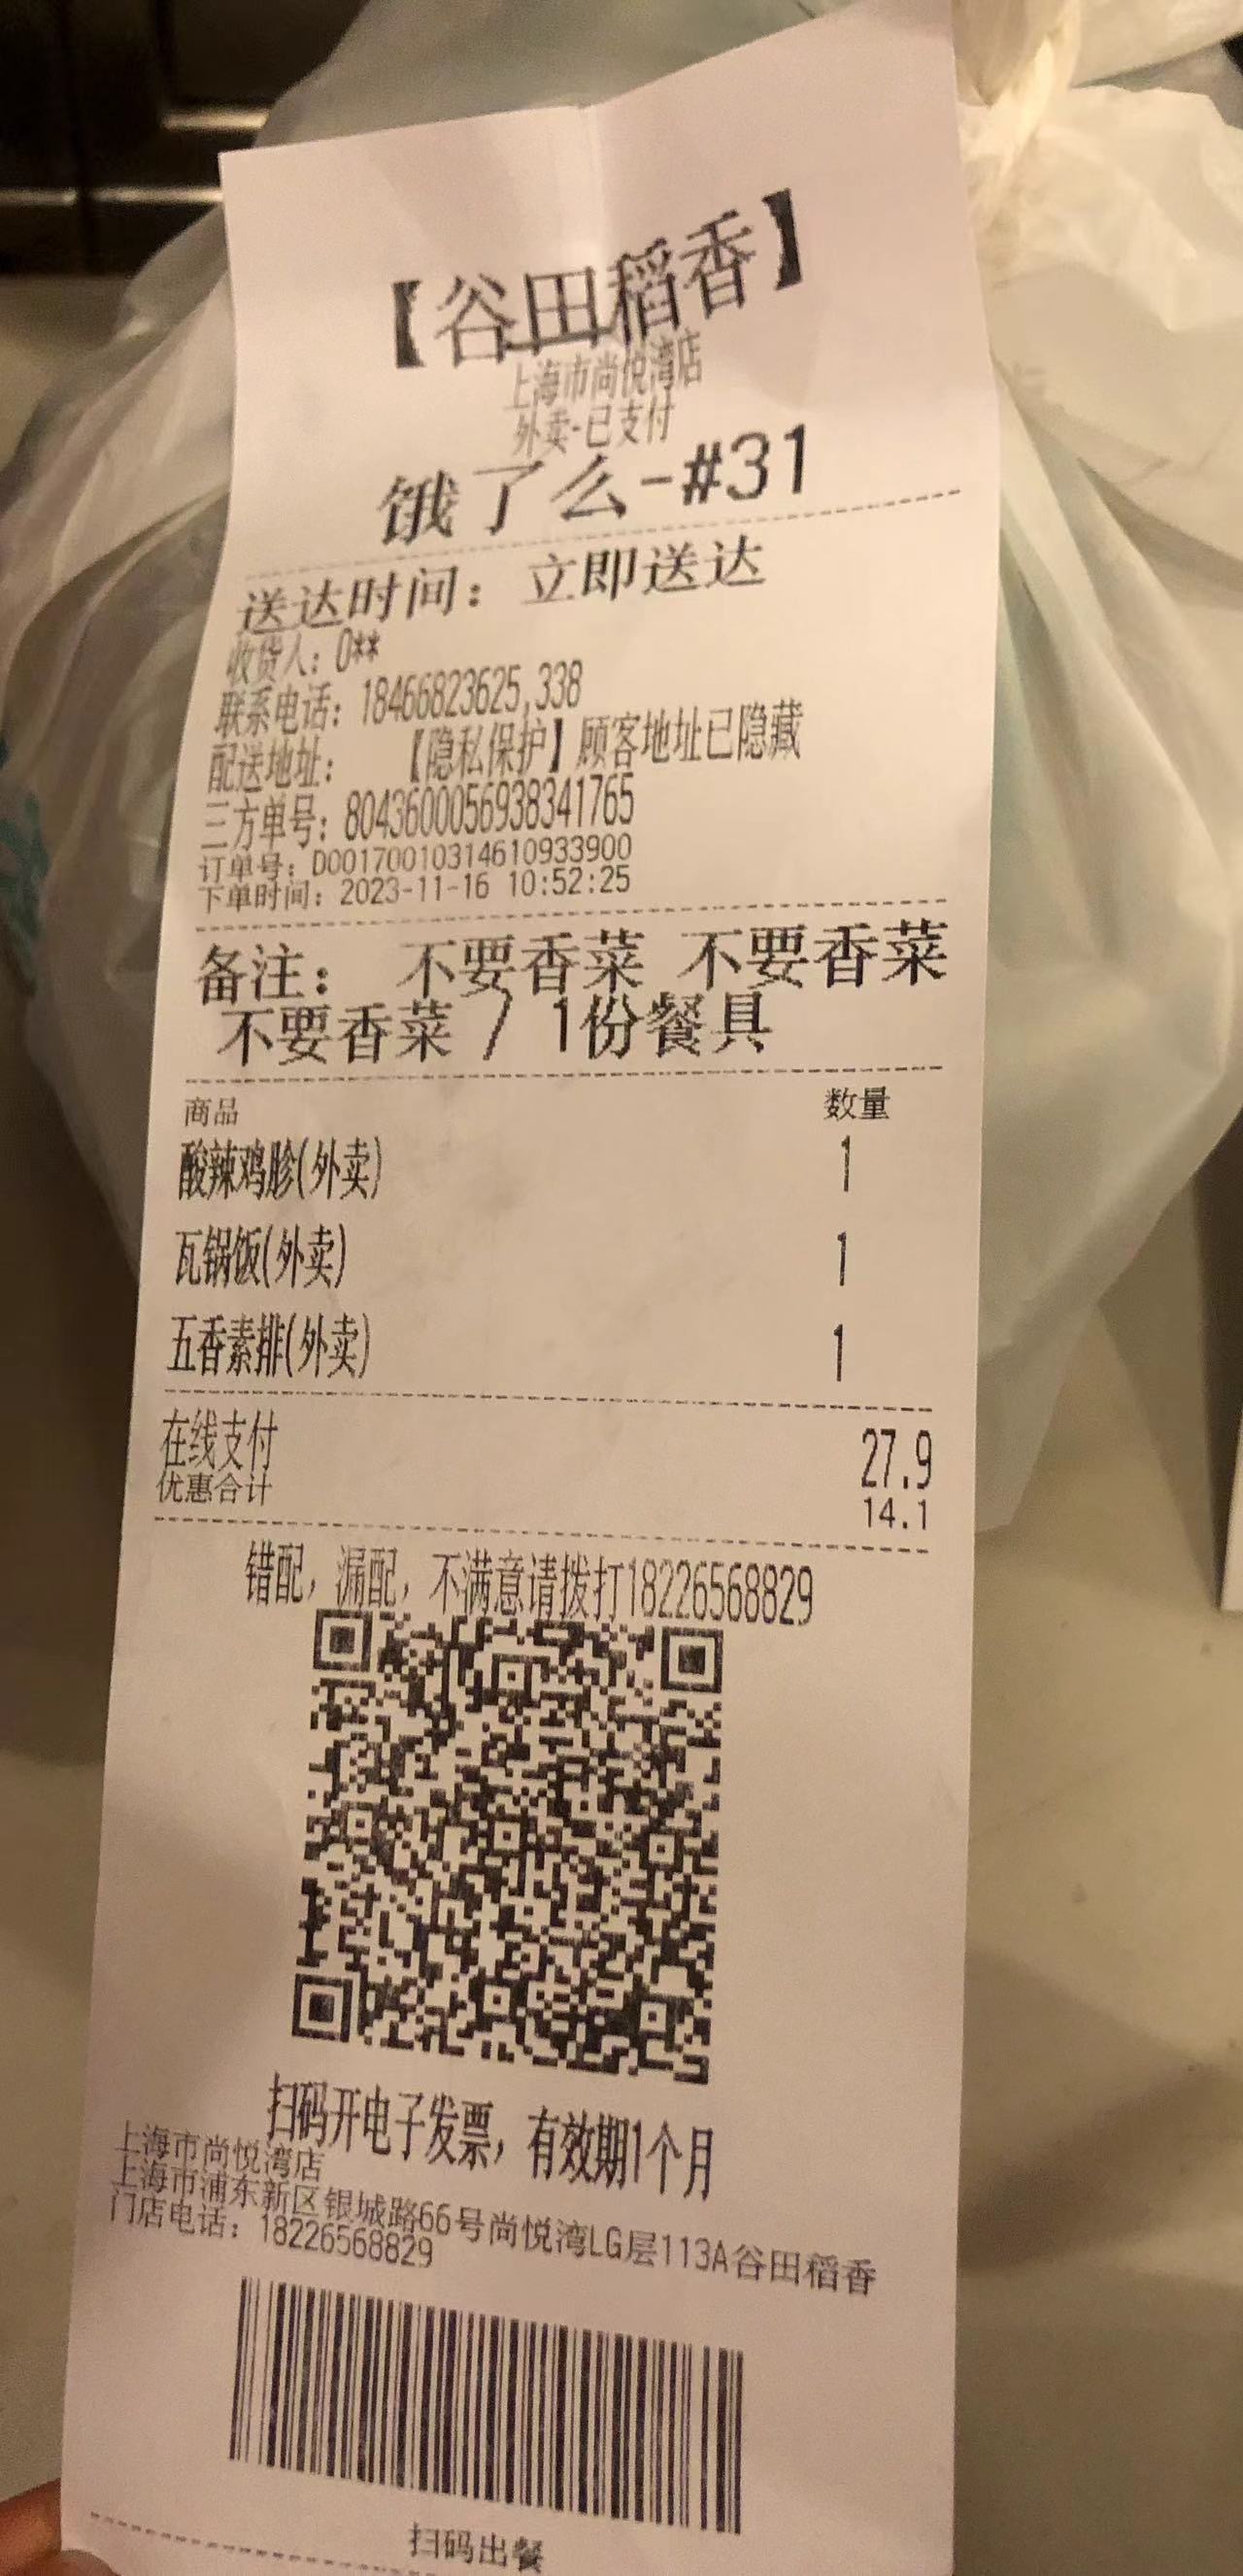 【谷田稻香】
上海市尚悦湾店
外卖-已支付
饿了么-#31
送达时间：立即送达
收货人：O**
联系电话：18466823625,338
配送地址：【隐私保护】顾客地址已隐藏
三方单号：8043600056938341765
订单号：D00170010314610933900
下单时间：2023-11-16 10:52:25
备注： 不要香菜 不要香菜
不要香菜 / 1份餐具
商品 数量
酸辣鸡胗(外卖) 1
瓦锅饭(外卖) 1
五香素排(外卖) 1
在线支付 27.9
优惠合计 14.1
错配，漏配，不满意请拨打18226568829
扫码开电子发票，有效期1个月
上海市尚悦湾店
上海市浦东新区银城路66号尚悦湾LG层113A谷田稻香
门店电话：18226568829
扫码出餐